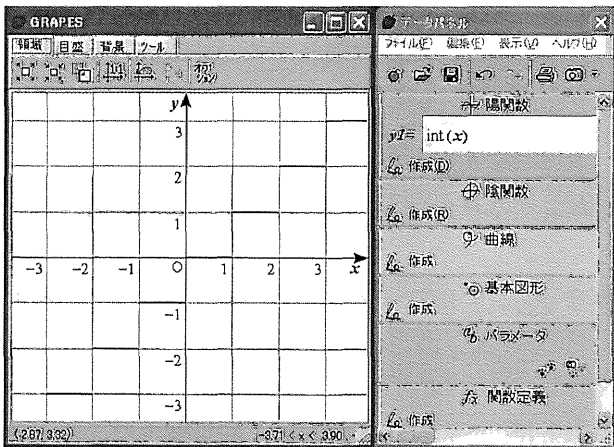 GRAPES
領域 目盛 背景 ツール
y
3
2
1
-3 -2 -1 O 1 2 3 x
-1
-2
-3
(-2.87, 3.32)
-3.71 < x < 3.90
データパネル
ファイル(F) 編集(E) 表示(V) ヘルプ(H)
陽関数
y1= int(x)
作成(D)
陰関数
作成(R)
曲線
作成
基本図形
作成
パラメータ
関数定義
作成